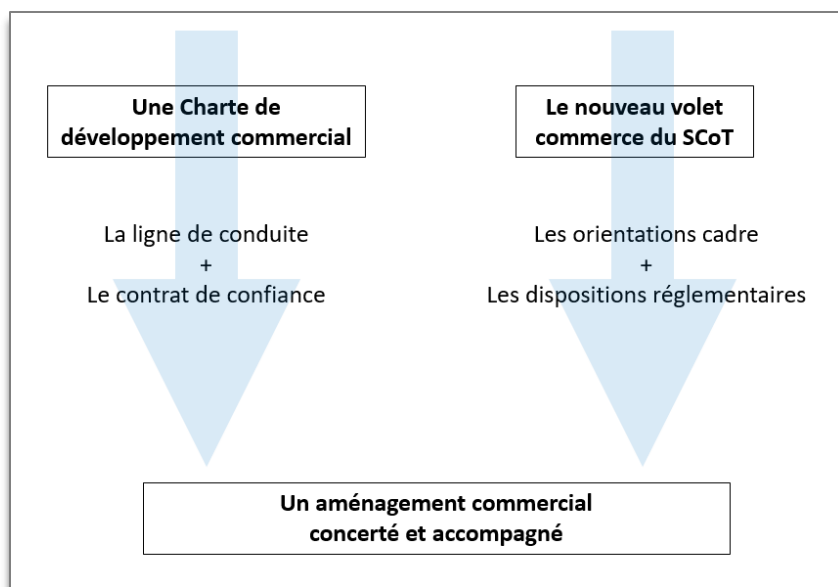 Une Charte de
développement commercial
La ligne de conduite
+
Le contrat de confiance
Le nouveau volet
commerce du SCoT
Les orientations cadre
+
Les dispositions réglementaires
Un aménagement commercial
concerté et accompagné